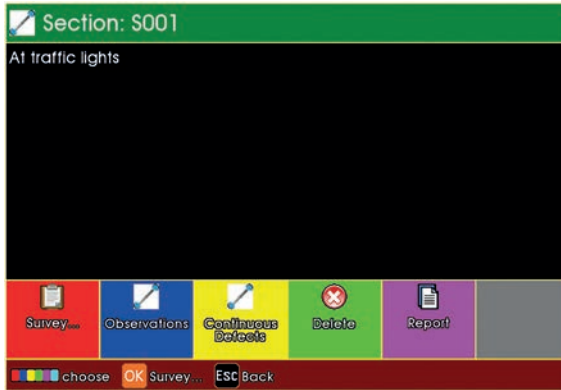 Section: S001
At traffic lights
Survey...
Observations
Continuous
Defects
Delete
Report
choose OK Survey... ESC Back